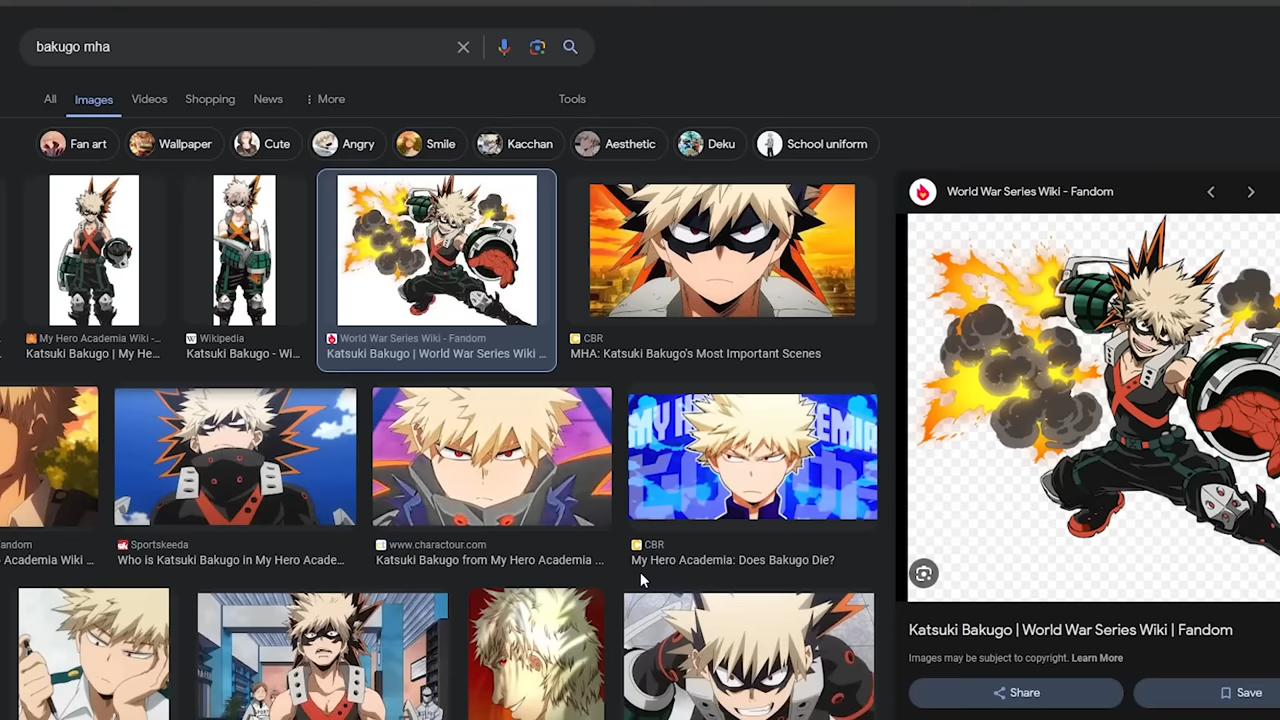 bakugo mha
All Images Videos Shopping News More Tools
Fan art Wallpaper Cute Angry Smile Kacchan Aesthetic Deku School uniform
World War Series Wiki - Fandom
My Hero Academia Wiki -...
Katsuki Bakugo | My He...
Wikipedia
Katsuki Bakugo - Wi...
World War Series Wiki - Fandom
Katsuki Bakugo | World War Series Wiki ...
CBR
MHA: Katsuki Bakugo's Most Important Scenes
MY H EMIA
andom
Academia Wiki ...
Sportskeeda
Who is Katsuki Bakugo in My Hero Acade...
www.charactour.com
Katsuki Bakugo from My Hero Academia ...
CBR
My Hero Academia: Does Bakugo Die?
Katsuki Bakugo | World War Series Wiki | Fandom
Images may be subject to copyright. Learn More
Share Save